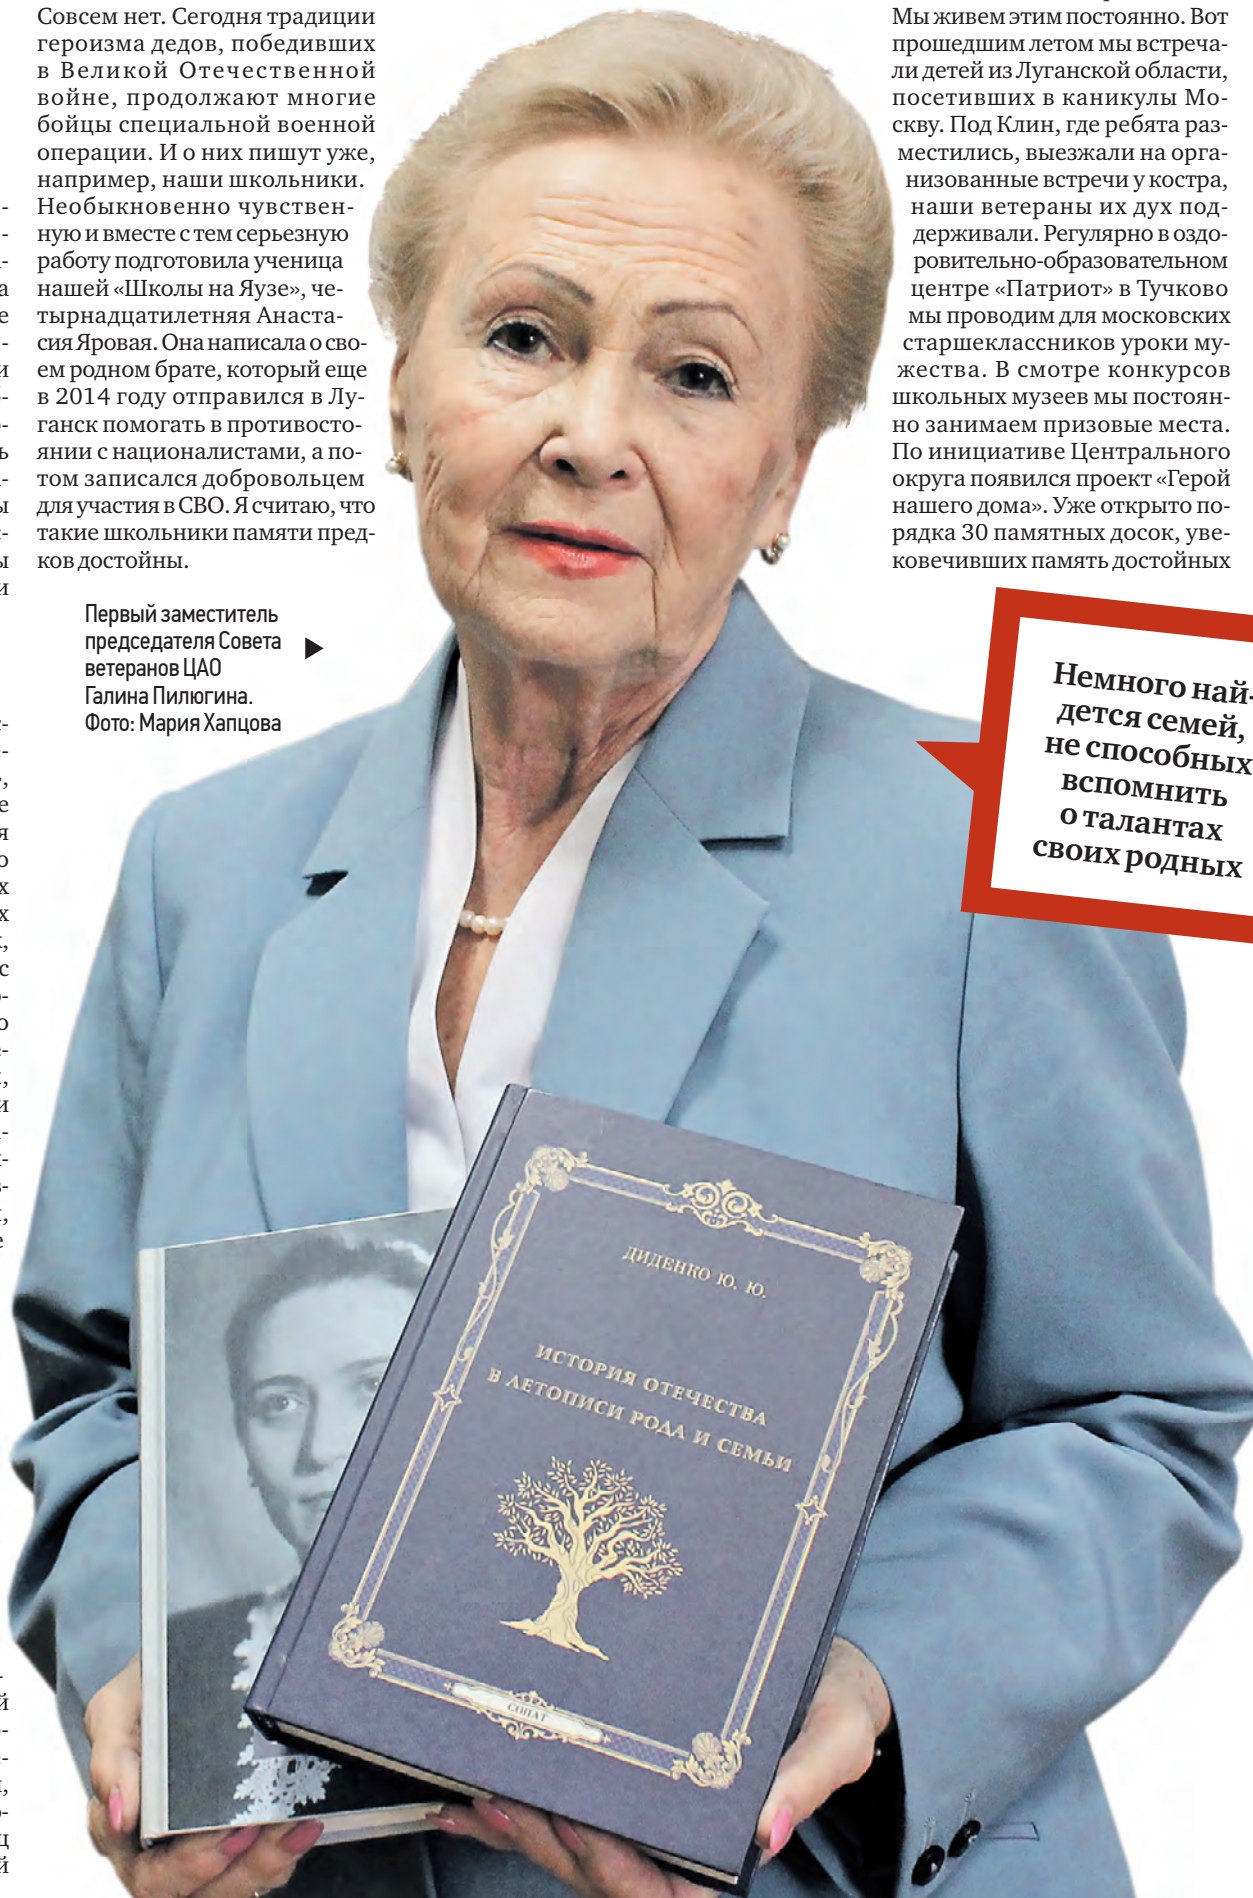 Совсем нет. Сегодня традиции
героизма дедов, победивших
в Великой Отечественной
войне, продолжают многие
бойцы специальной военной
операции. И о них пишут уже,
например, наши школьники.
Необыкновенно чувствен-
ную и вместе с тем серьезную
работу подготовила ученица
нашей «Школы на Яузе», че-
тырнадцатилетняя Анаста-
сия Яровая. Она написала о сво-
ем родном брате, который еще
в 2014 году отправился в Лу-
ганск помогать в противосто-
янии с националистами, а по-
том записался добровольцем
для участия в СВО. Я считаю, что
такие школьники памяти пред-
ков достойны.
Первый заместитель
председателя Совета
ветеранов ЦАО
Галина Пилюгина.
Фото: Мария Хапцова
Мы живем этим постоянно. Вот
прошедшим летом мы встреча-
ли детей из Луганской области,
посетивших в каникулы Мо-
скву. Под Клин, где ребята раз-
местились, выезжали на орга-
низованные встречи у костра,
наши ветераны их дух под-
держивали. Регулярно в оздо-
ровительно-образовательном
центре «Патриот» в Тучково
мы проводим для московских
старшеклассников уроки му-
жества. В смотре конкурсов
школьных музеев мы постоян-
но занимаем призовые места.
По инициативе Центрального
округа появился проект «Герой
нашего дома». Уже открыто по-
рядка 30 памятных досок, уве-
ковечивших память достойных
Немного най-
дется семей,
не способных
вспомнить
о талантах
своих родных
ДИДЕНКО Ю. Ю.
ИСТОРИЯ ОТЕЧЕСТВА
В ЛЕТОПИСИ РОДА И СЕМЬИ
СОПАТ